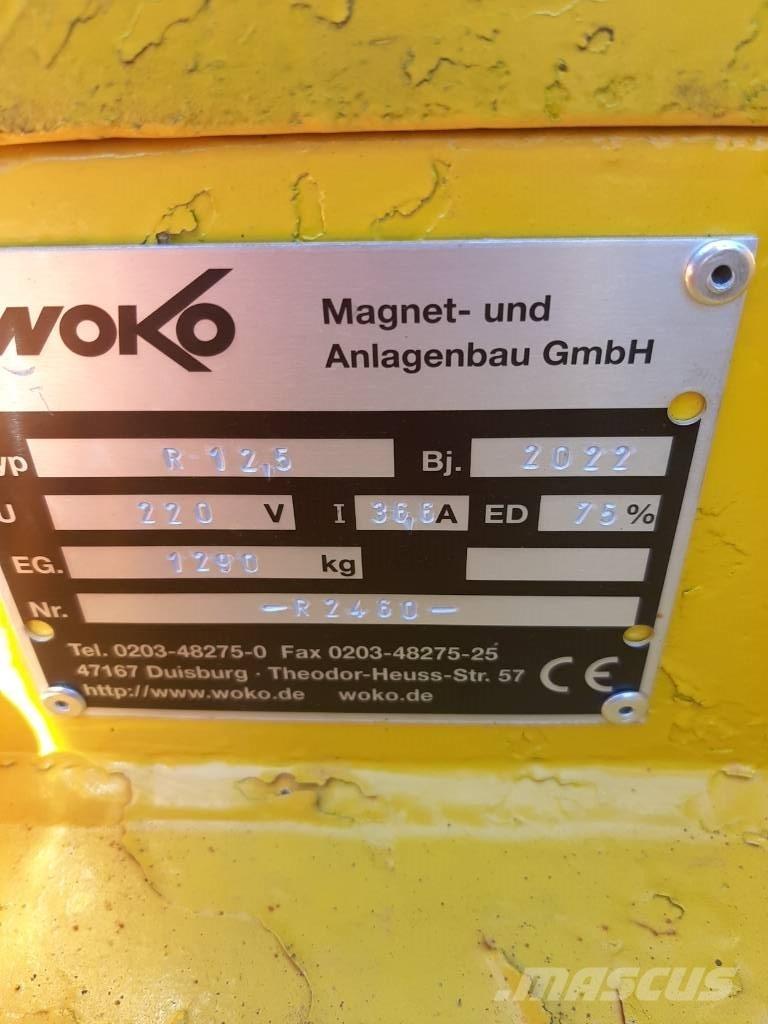 WOKO
Magnet- und
Anlagenbau GmbH
yp R-12,5 Bj. 2022
U 220 V I 36,6 A ED 75 %
EG. 1290 kg
Nr. -R2460-
Tel. 0203-48275-0 Fax 0203-48275-25
47167 Duisburg · Theodor-Heuss-Str. 57
http://www.woko.de woko.de
CE
MASCUS